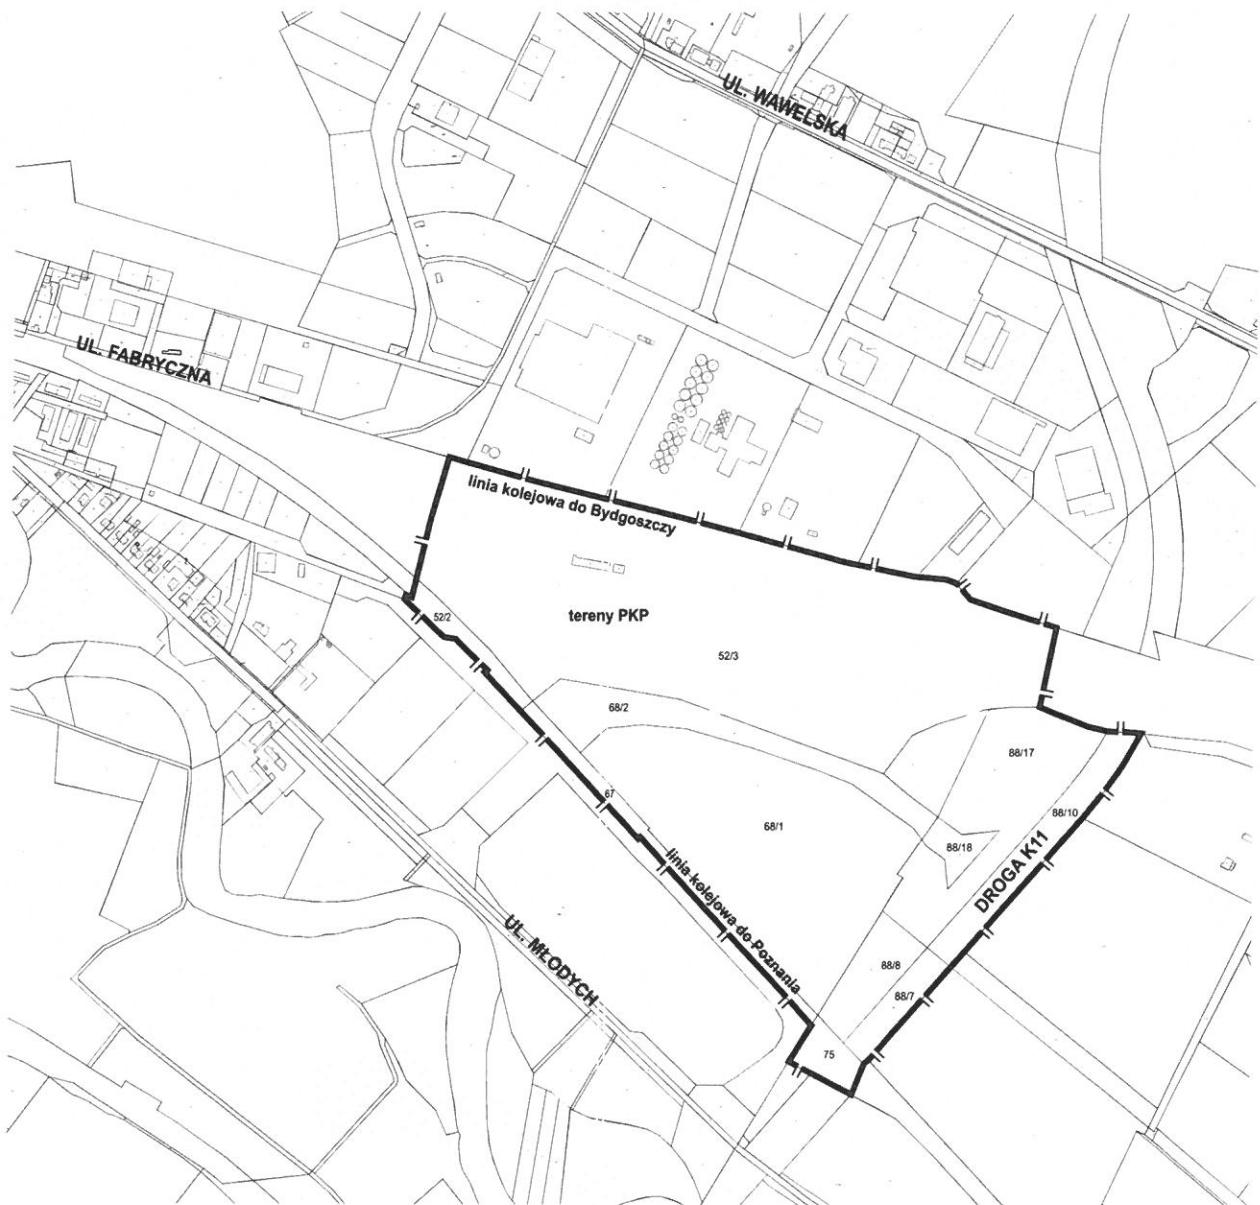 UL. WAWELSKA
UL. FABRYCZNA
linia kolejowa do Bydgoszczy
tereny PKP
52/2
52/3
68/2
88/17
67
68/1
88/10
88/18
DROGA K11
linia kolejowa do Poznania
UL. MŁODYCH
88/8
88/7
75